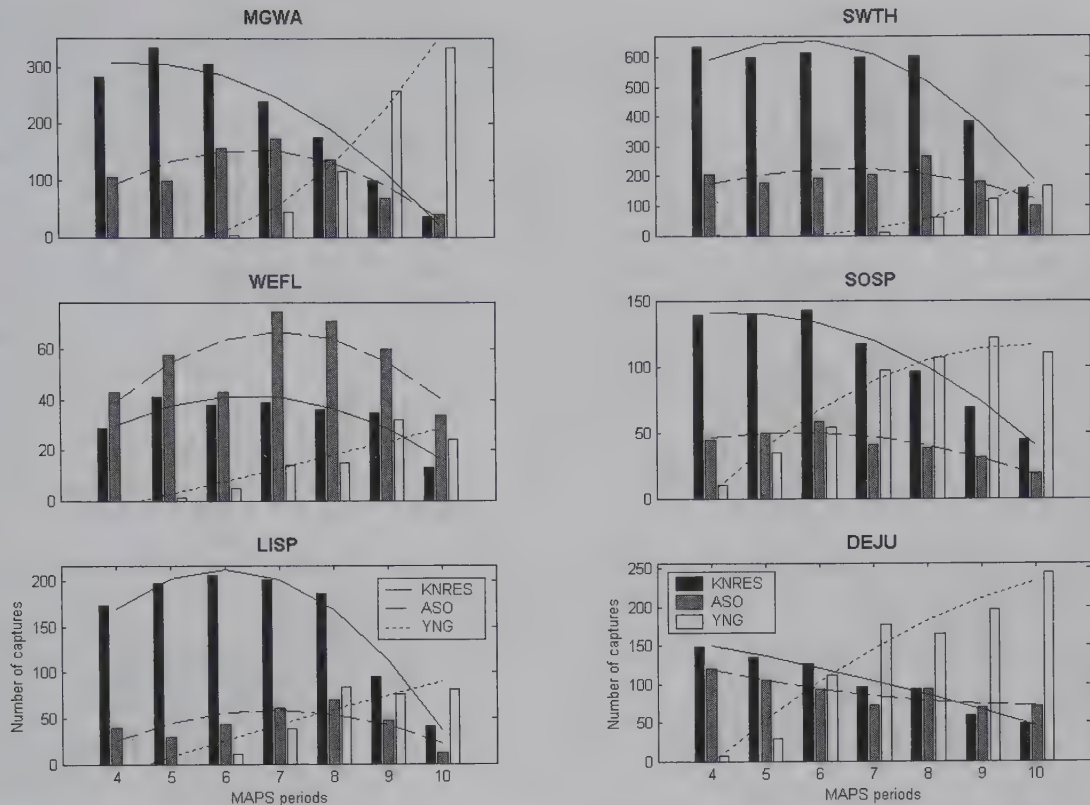 MGWA
300
200
100
0
SWTH
600
500
400
300
200
100
0
WEFL
60
40
20
0
SOSP
150
100
50
0
LISP
Number of captures
200
150
100
50
0
KNRES
ASO
YNG
4 5 6 7 8 9 10
MAPS periods
DEJU
Number of captures
250
200
150
100
50
0
KNRES
ASO
YNG
4 5 6 7 8 9 10
MAPS periods